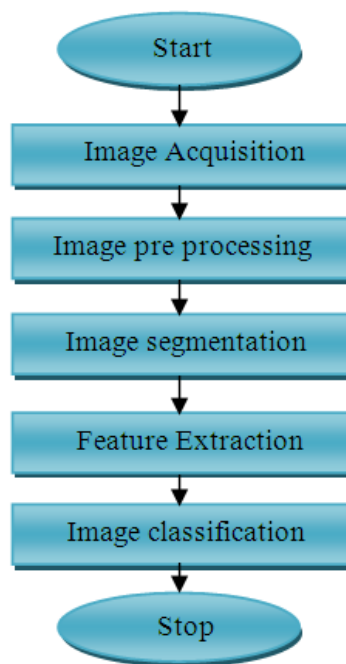 Start
Image Acquisition
Image pre processing
Image segmentation
Feature Extraction
Image classification
Stop